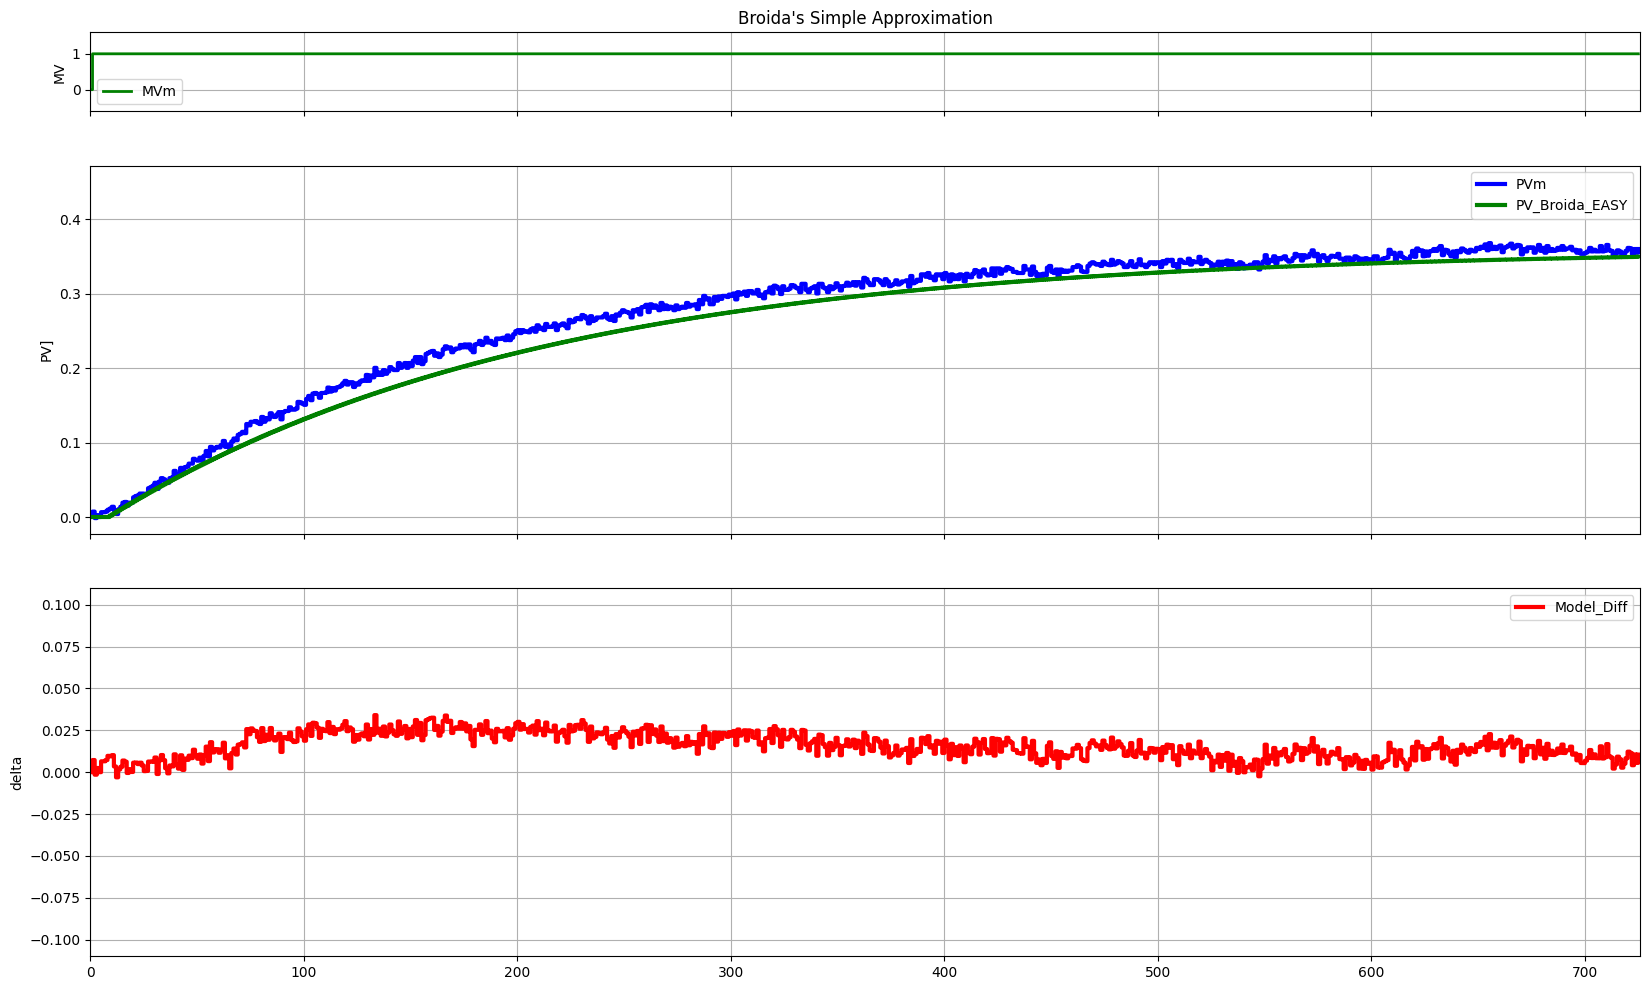 Broida's Simple Approximation
MV
1
0
MVm
PV]
0.4
0.3
0.2
0.1
0.0
PVm
PV_Broida_EASY
delta
0.100
0.075
0.050
0.025
0.000
−0.025
−0.050
−0.075
−0.100
Model_Diff
0 100 200 300 400 500 600 700